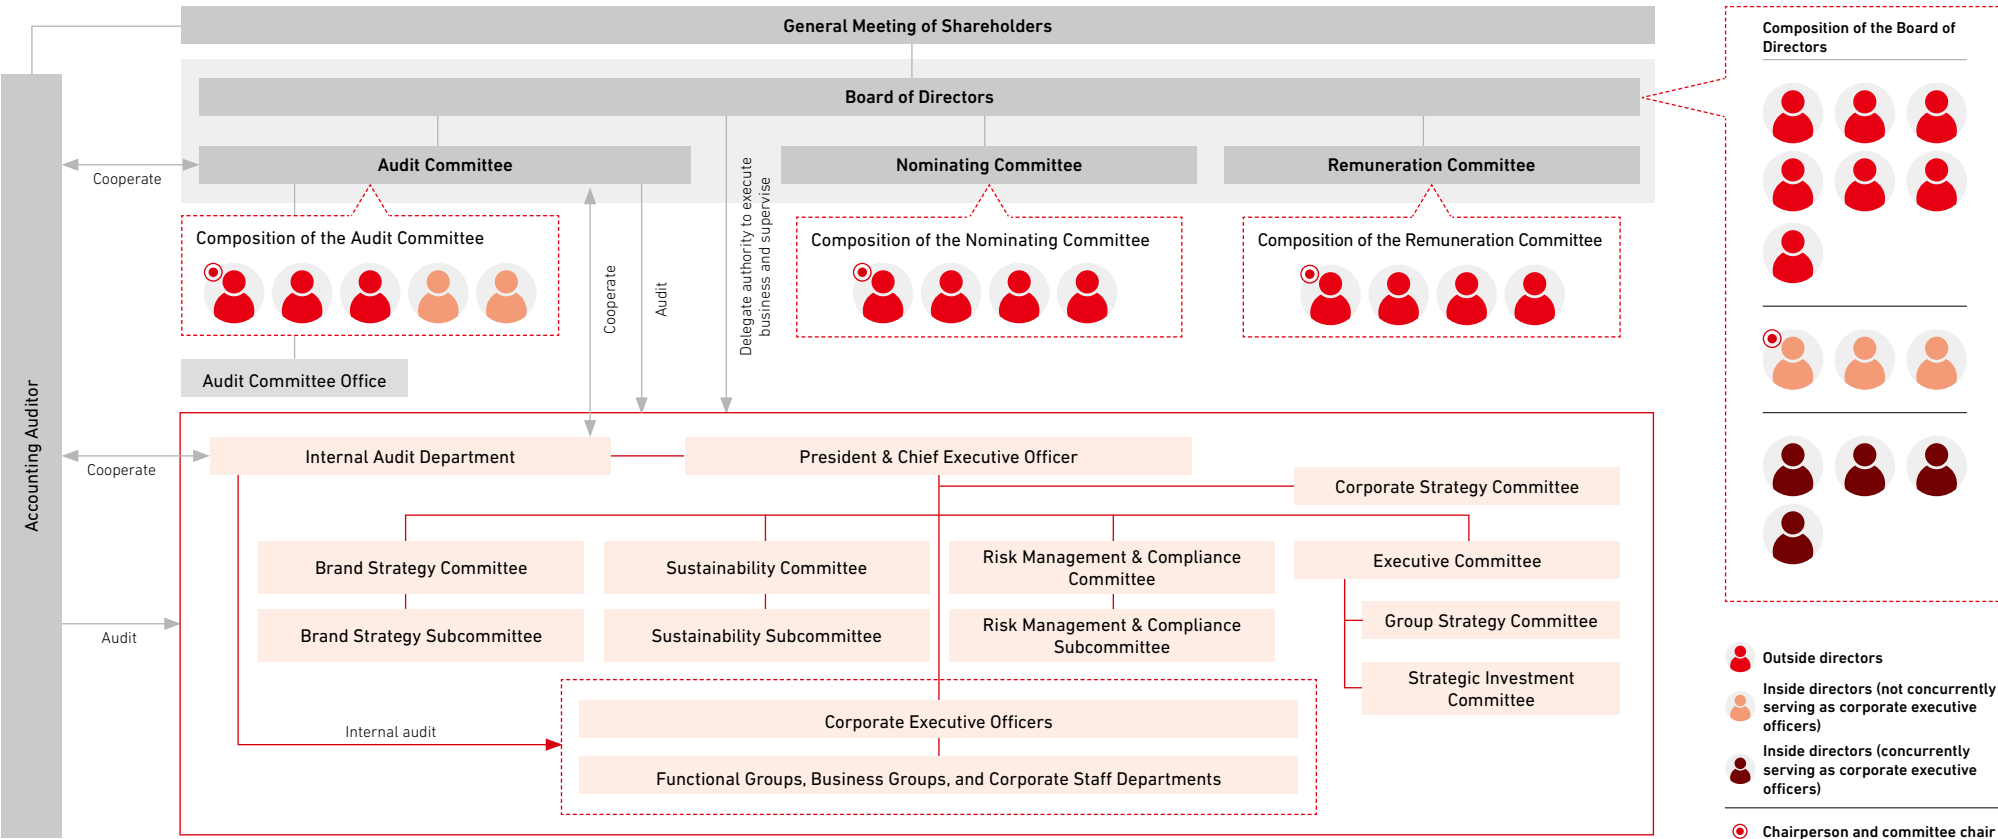 General Meeting of Shareholders
Board of Directors
Audit Committee
Nominating Committee
Remuneration Committee
Cooperate
Composition of the Audit Committee
Composition of the Nominating Committee
Composition of the Remuneration Committee
Cooperate
Audit
Delegate authority to execute
business and supervise
Audit Committee Office
Accounting Auditor
Cooperate
Audit
Internal Audit Department
President & Chief Executive Officer
Corporate Strategy Committee
Brand Strategy Committee
Sustainability Committee
Risk Management & Compliance
Committee
Executive Committee
Brand Strategy Subcommittee
Sustainability Subcommittee
Risk Management & Compliance
Subcommittee
Group Strategy Committee
Strategic Investment
Committee
Internal audit
Corporate Executive Officers
Functional Groups, Business Groups, and Corporate Staff Departments
Composition of the Board of
Directors
Outside directors
Inside directors (not concurrently
serving as corporate executive
officers)
Inside directors (concurrently
serving as corporate executive
officers)
Chairperson and committee chair